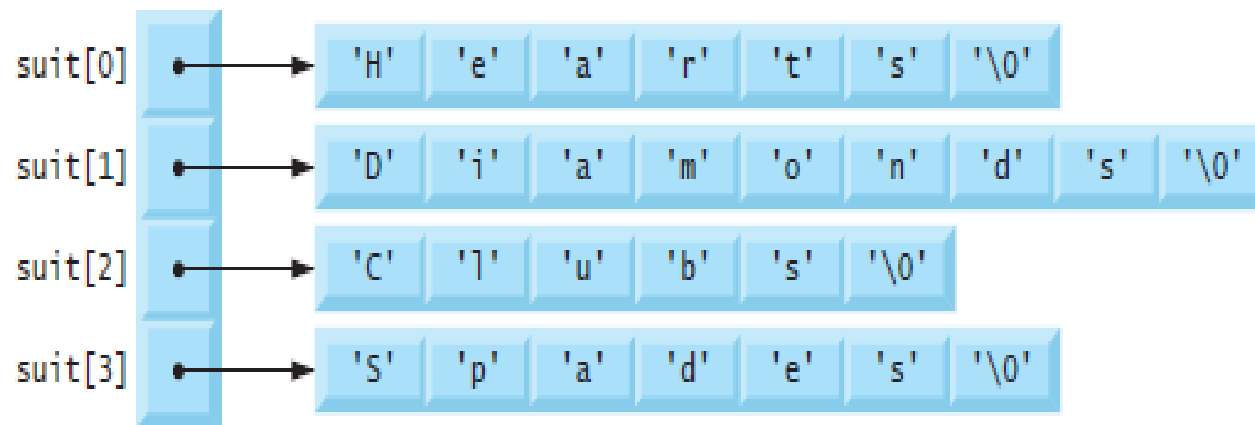 suit[0] 'H' 'e' 'a' 'r' 't' 's' '\0'
suit[1] 'D' 'i' 'a' 'm' 'o' 'n' 'd' 's' '\0'
suit[2] 'C' 'l' 'u' 'b' 's' '\0'
suit[3] 'S' 'p' 'a' 'd' 'e' 's' '\0'